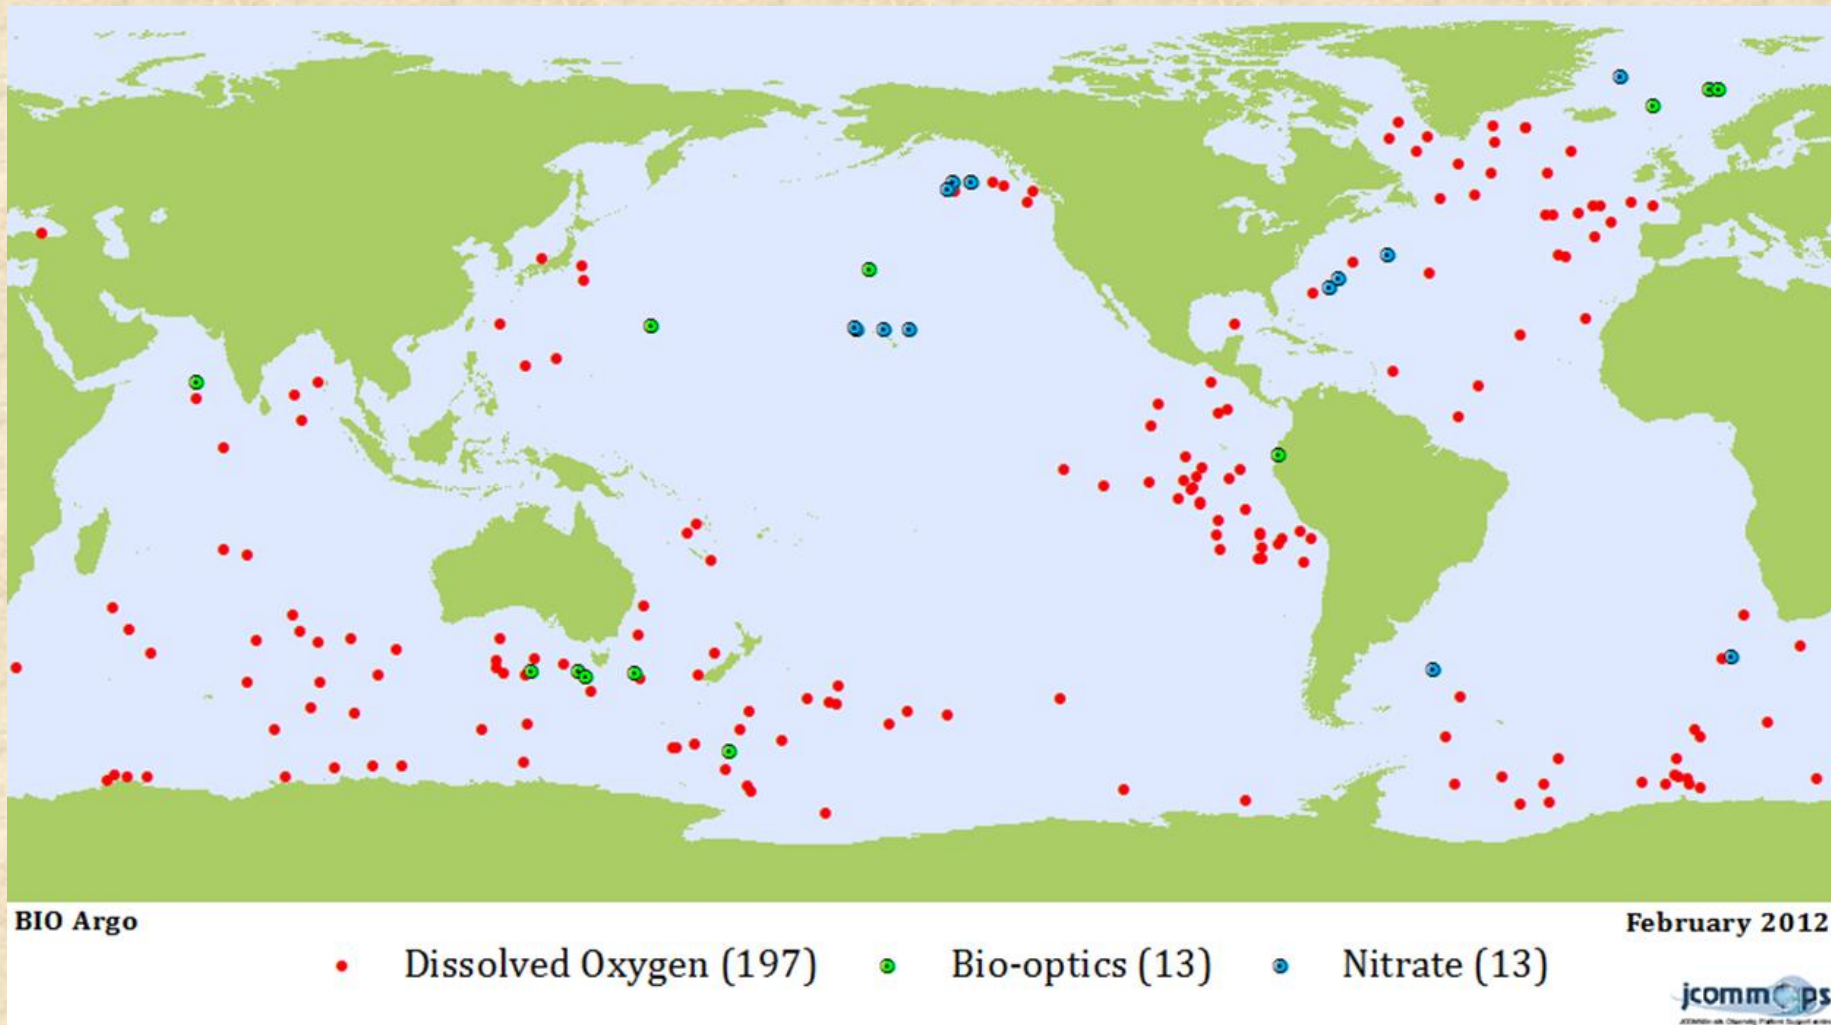 BIO Argo
February 2012
Dissolved Oxygen (197)
Bio-optics (13)
Nitrate (13)
jcommops